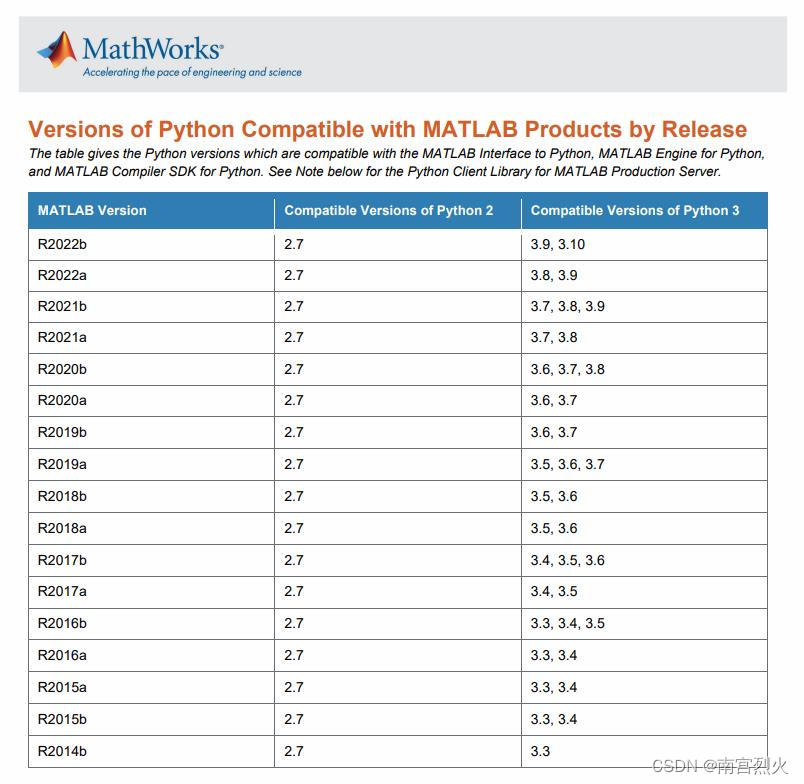 MathWorks®
Accelerating the pace of engineering and science
Versions of Python Compatible with MATLAB Products by Release
The table gives the Python versions which are compatible with the MATLAB Interface to Python, MATLAB Engine for Python,
and MATLAB Compiler SDK for Python. See Note below for the Python Client Library for MATLAB Production Server.
MATLAB Version Compatible Versions of Python 2 Compatible Versions of Python 3
R2022b 2.7 3.9, 3.10
R2022a 2.7 3.8, 3.9
R2021b 2.7 3.7, 3.8, 3.9
R2021a 2.7 3.7, 3.8
R2020b 2.7 3.6, 3.7, 3.8
R2020a 2.7 3.6, 3.7
R2019b 2.7 3.6, 3.7
R2019a 2.7 3.5, 3.6, 3.7
R2018b 2.7 3.5, 3.6
R2018a 2.7 3.5, 3.6
R2017b 2.7 3.4, 3.5, 3.6
R2017a 2.7 3.4, 3.5
R2016b 2.7 3.3, 3.4, 3.5
R2016a 2.7 3.3, 3.4
R2015a 2.7 3.3, 3.4
R2015b 2.7 3.3, 3.4
R2014b 2.7 3.3
CSDN @南宫烈火